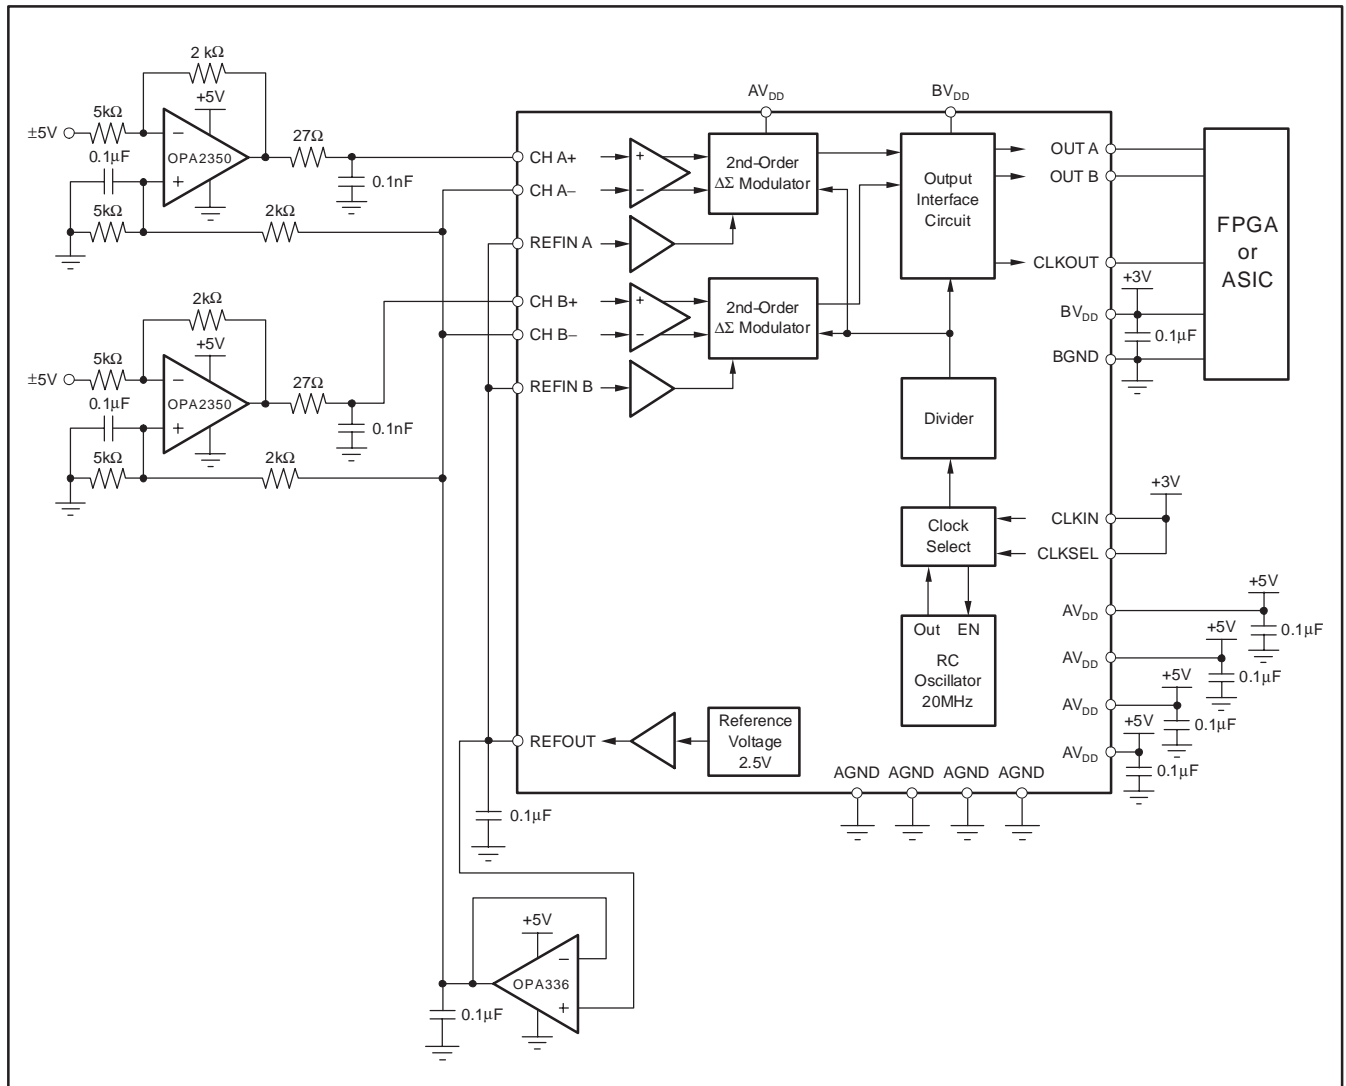 2 kΩ
+5V
5kΩ
±5V
−
OPA2350
+
0.1μF
27Ω
0.1nF
5kΩ
2kΩ
2kΩ
+5V
5kΩ
±5V
−
OPA2350
+
0.1μF
27Ω
0.1nF
5kΩ
2kΩ
AVDD
BVDD
CH A+
CH A−
REFIN A
+
−
2nd-Order
ΔΣ Modulator
CH B+
CH B−
REFIN B
+
−
2nd-Order
ΔΣ Modulator
Output
Interface
Circuit
OUT A
OUT B
CLKOUT
+3V
BVDD
0.1μF
BGND
FPGA
or
ASIC
Divider
Clock
Select
+3V
CLKIN
CLKSEL
Out EN
RC
Oscillator
20MHz
+5V
AVDD
0.1μF
+5V
AVDD
0.1μF
+5V
AVDD
0.1μF
+5V
AVDD
0.1μF
REFOUT
Reference
Voltage
2.5V
AGND AGND AGND AGND
0.1μF
+5V
−
OPA336
+
0.1μF